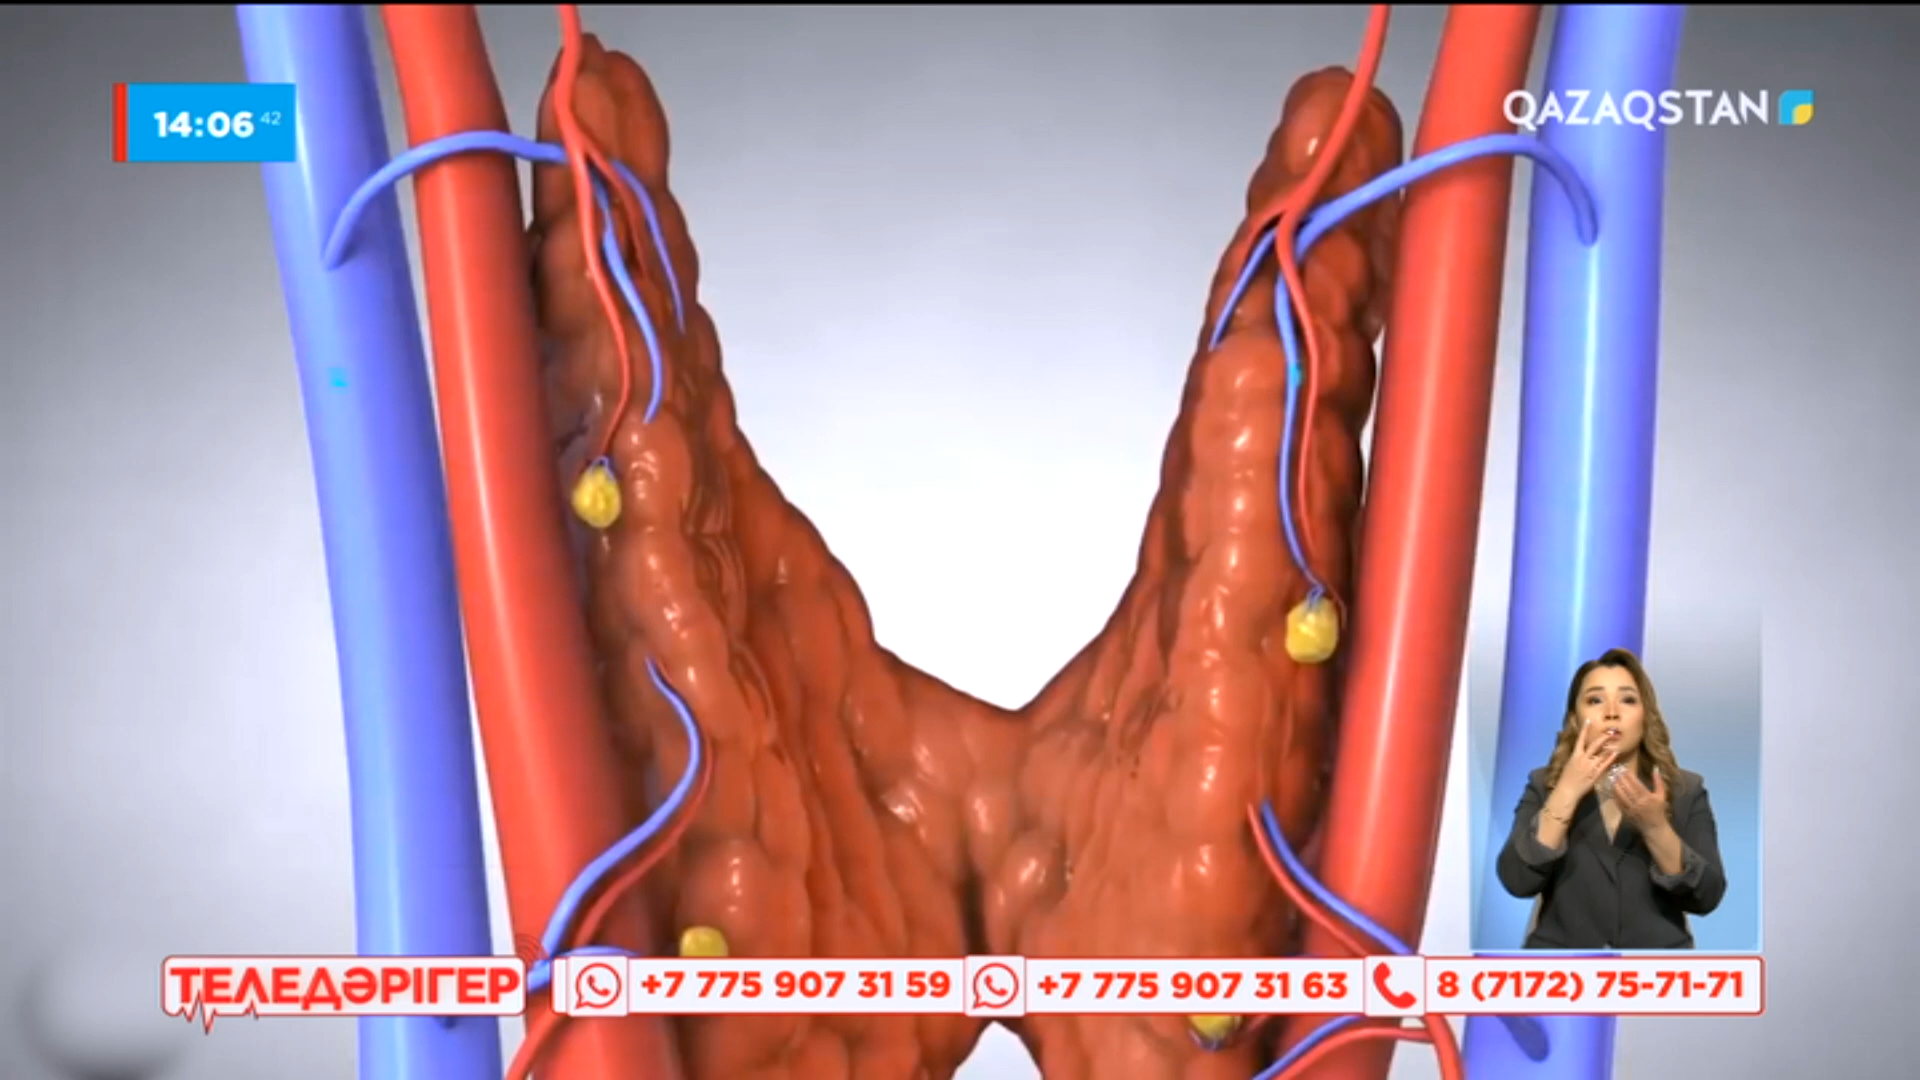 14:06 42
QAZAQSTAN
ТЕЛЕДӘРІГЕР
+7 775 907 31 59
+7 775 907 31 63
8 (7172) 75-71-71